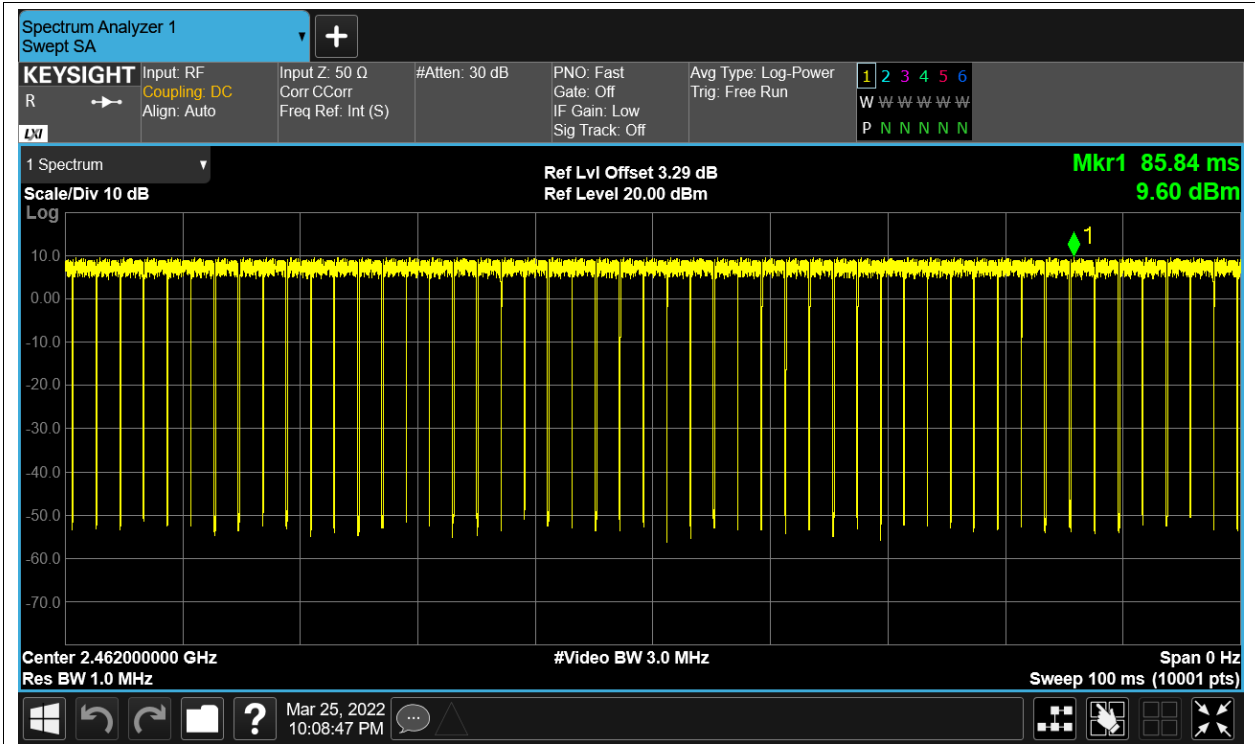 Spectrum Analyzer 1
Swept SA
+
KEYSIGHT
R
LXI
Input: RF
Coupling: DC
Align: Auto
Input Z: 50 Ω
Corr CCorr
Freq Ref: Int (S)
#Atten: 30 dB
PNO: Fast
Gate: Off
IF Gain: Low
Sig Track: Off
Avg Type: Log-Power
Trig: Free Run
1 2 3 4 5 6
W W W W W W
P N N N N N
1 Spectrum
Scale/Div 10 dB
Log
Ref Lvl Offset 3.29 dB
Ref Level 20.00 dBm
Mkr1 85.84 ms
9.60 dBm
1
10.0
0.00
-10.0
-20.0
-30.0
-40.0
-50.0
-60.0
-70.0
Center 2.462000000 GHz
#Video BW 3.0 MHz
Span 0 Hz
Res BW 1.0 MHz
Sweep 100 ms (10001 pts)
?
Mar 25, 2022
10:08:47 PM